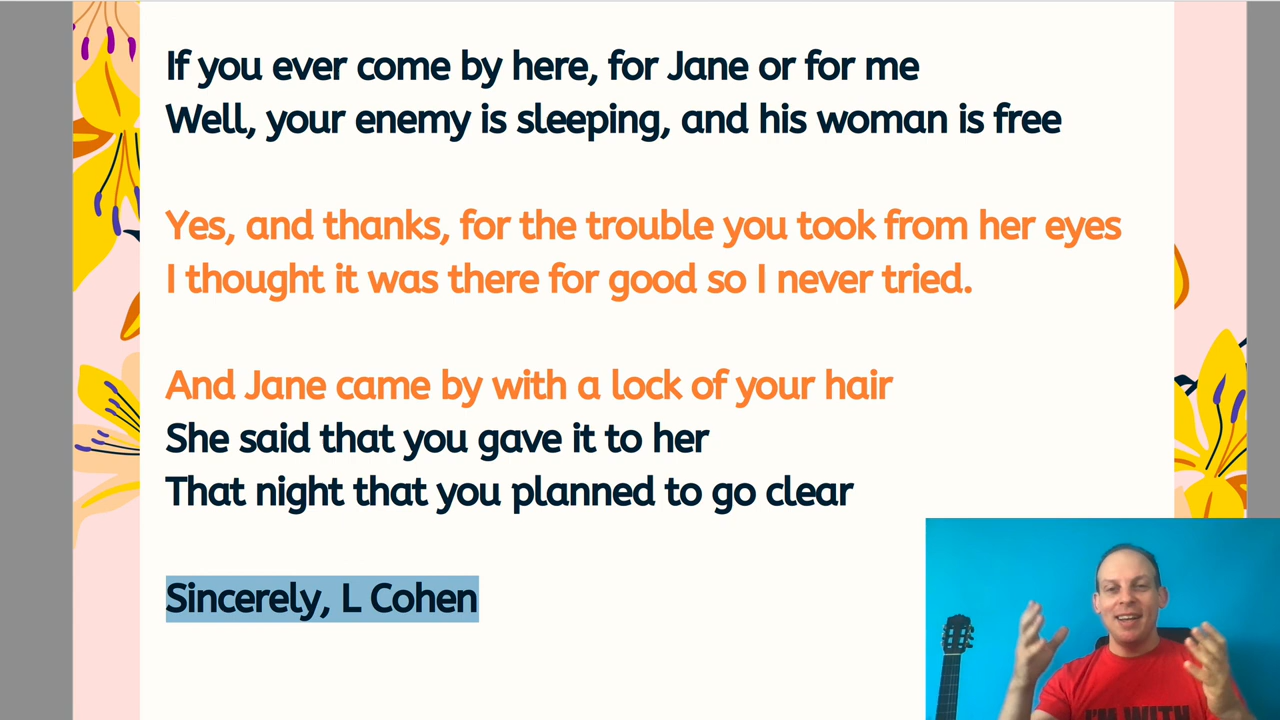 If you ever come by here, for Jane or for me
Well, your enemy is sleeping, and his woman is free
Yes, and thanks, for the trouble you took from her eyes
I thought it was there for good so I never tried.
And Jane came by with a lock of your hair
She said that you gave it to her
That night that you planned to go clear
Sincerely, L Cohen
I'M WITH